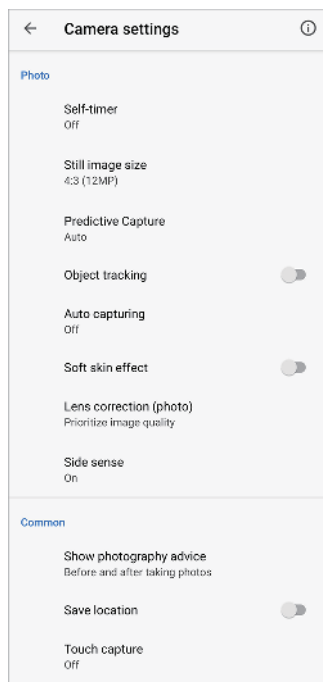 Camera settings
Photo
Self-timer
Off
Still image size
4:3 (12MP)
Predictive Capture
Auto
Object tracking
Auto capturing
Off
Soft skin effect
Lens correction (photo)
Prioritize image quality
Side sense
On
Common
Show photography advice
Before and after taking photos
Save location
Touch capture
Off